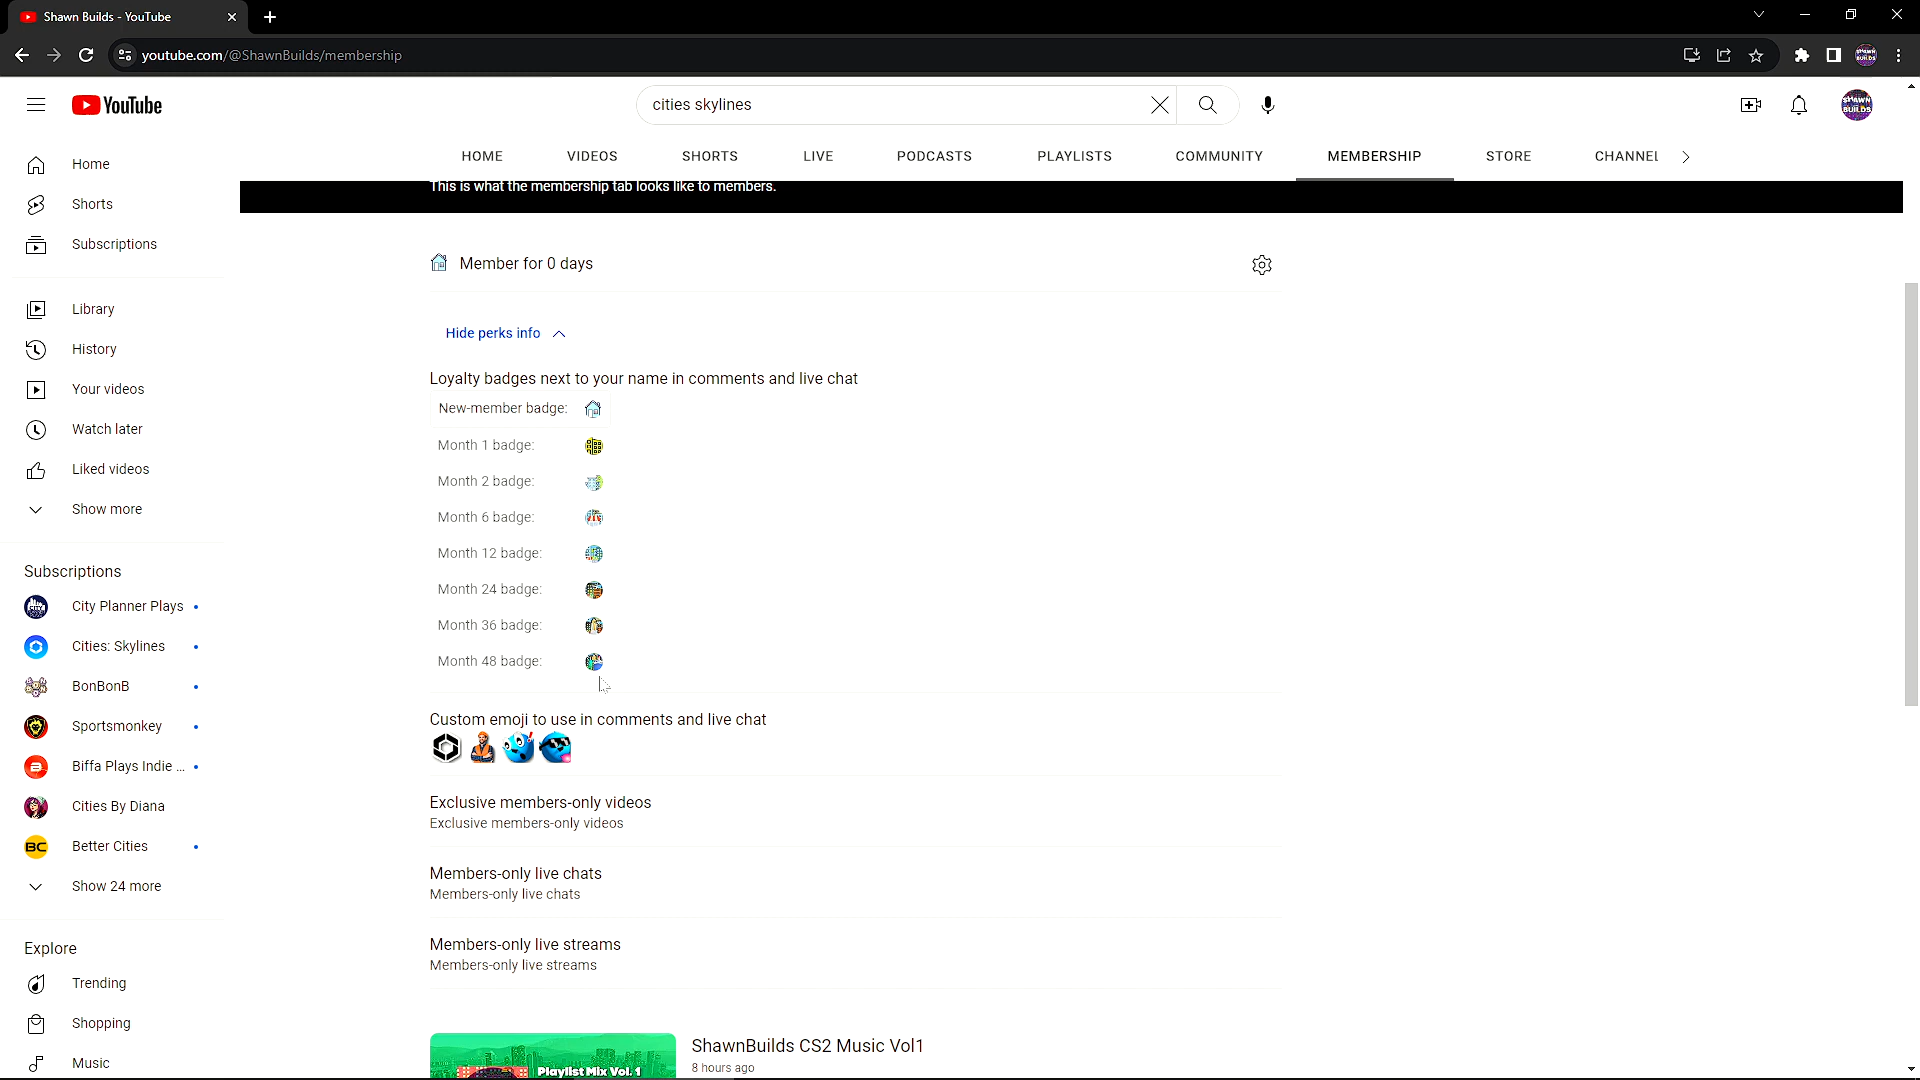 Shawn Builds - YouTube
youtube.com/@ShawnBuilds/membership
YouTube
cities skylines
SHAWN BUILDS
HOME VIDEOS SHORTS LIVE PODCASTS PLAYLISTS COMMUNITY MEMBERSHIP STORE CHANNEL
This is what the membership tab looks like to members.
Home
Shorts
Subscriptions
Library
History
Your videos
Watch later
Liked videos
Show more
Subscriptions
City Planner Plays
Cities: Skylines
BonBonB
Sportsmonkey
Biffa Plays Indie ...
Cities By Diana
BC Better Cities
Show 24 more
Explore
Trending
Shopping
Music
Member for 0 days
Hide perks info
Loyalty badges next to your name in comments and live chat
New-member badge:
Month 1 badge:
Month 2 badge:
Month 6 badge:
Month 12 badge:
Month 24 badge:
Month 36 badge:
Month 48 badge:
Custom emoji to use in comments and live chat
Exclusive members-only videos
Exclusive members-only videos
Members-only live chats
Members-only live chats
Members-only live streams
Members-only live streams
Playlist Mix Vol. 1
ShawnBuilds CS2 Music Vol1
8 hours ago